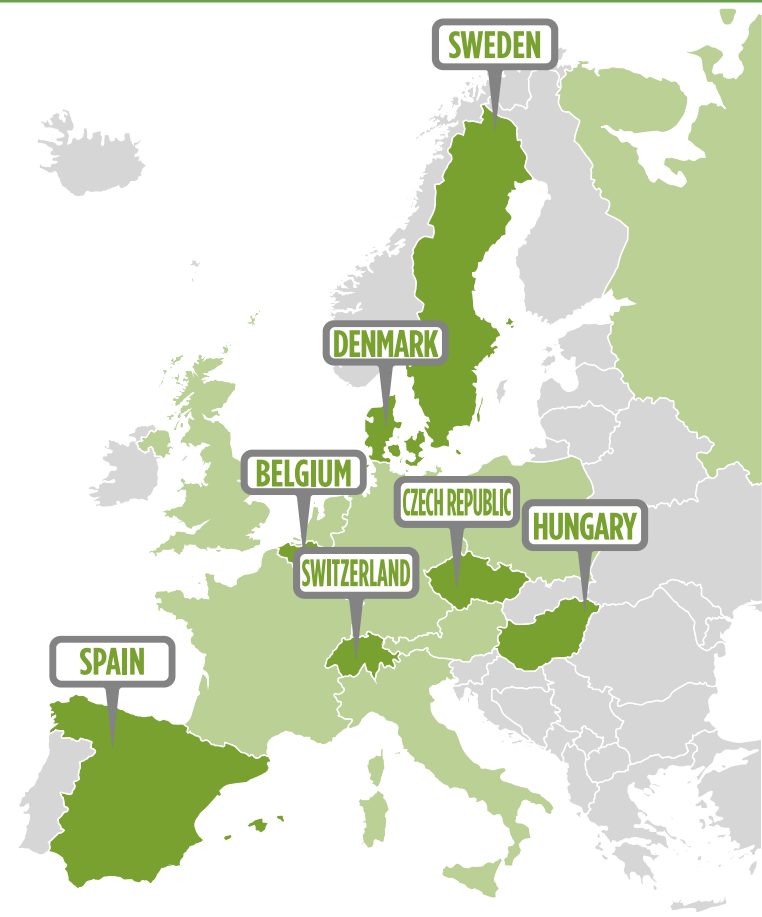 SWEDEN
DENMARK
BELGIUM
CZECH REPUBLIC
HUNGARY
SWITZERLAND
SPAIN